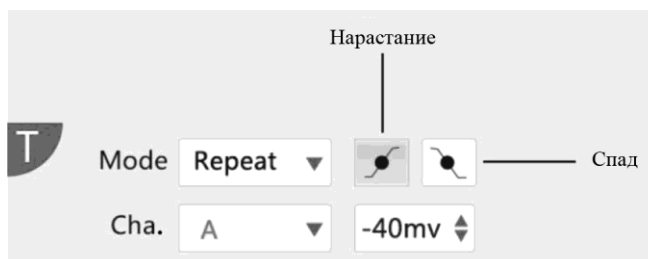 Нарастание
T
Mode Repeat
Спад
Cha. A -40mv